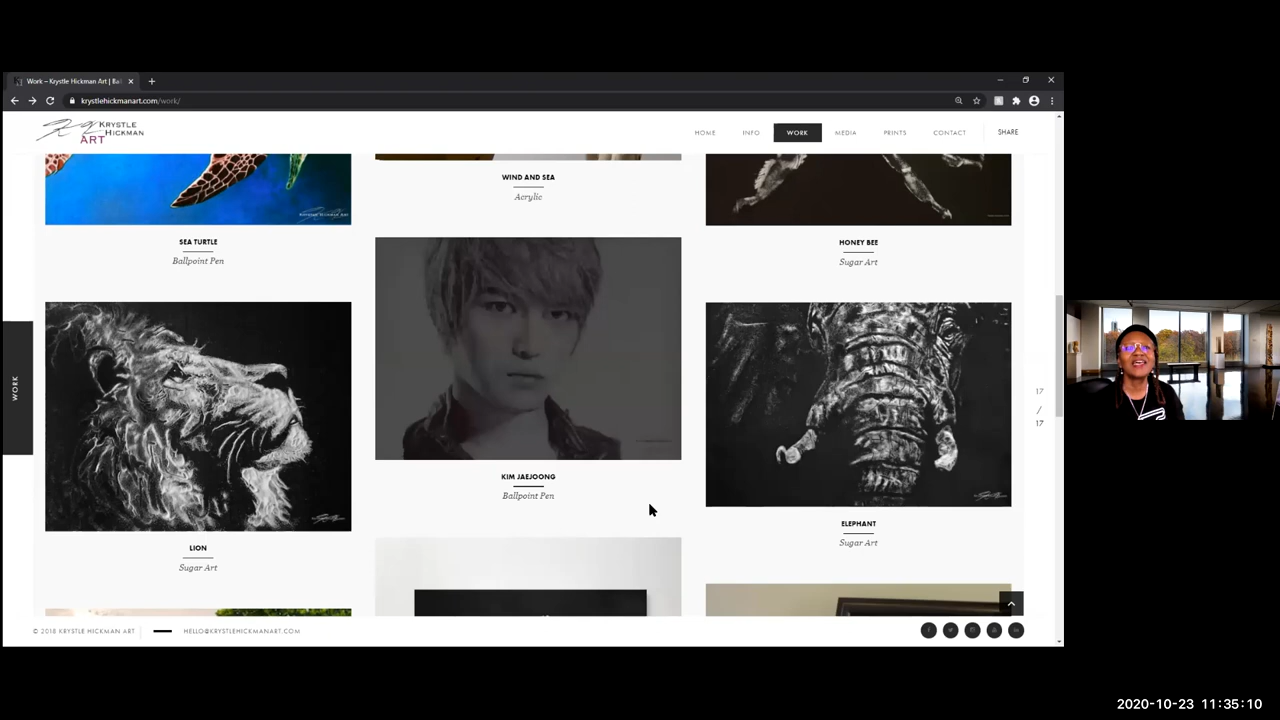 Work – Krystle Hickman Art | Ba
krystlehickmanart.com/work/
KRYSTLE
HICKMAN
ART
HOME
INFO
WORK
MEDIA
PRINTS
CONTACT
SHARE
WIND AND SEA
Acrylic
SEA TURTLE
Ballpoint Pen
HONEY BEE
Sugar Art
WORK
17
/
17
KIM JAEJOONG
Ballpoint Pen
ELEPHANT
Sugar Art
LION
Sugar Art
© 2018 KRYSTLE HICKMAN ART
HELLO@KRYSTLEHICKMANART.COM
2020-10-23 11:35:10